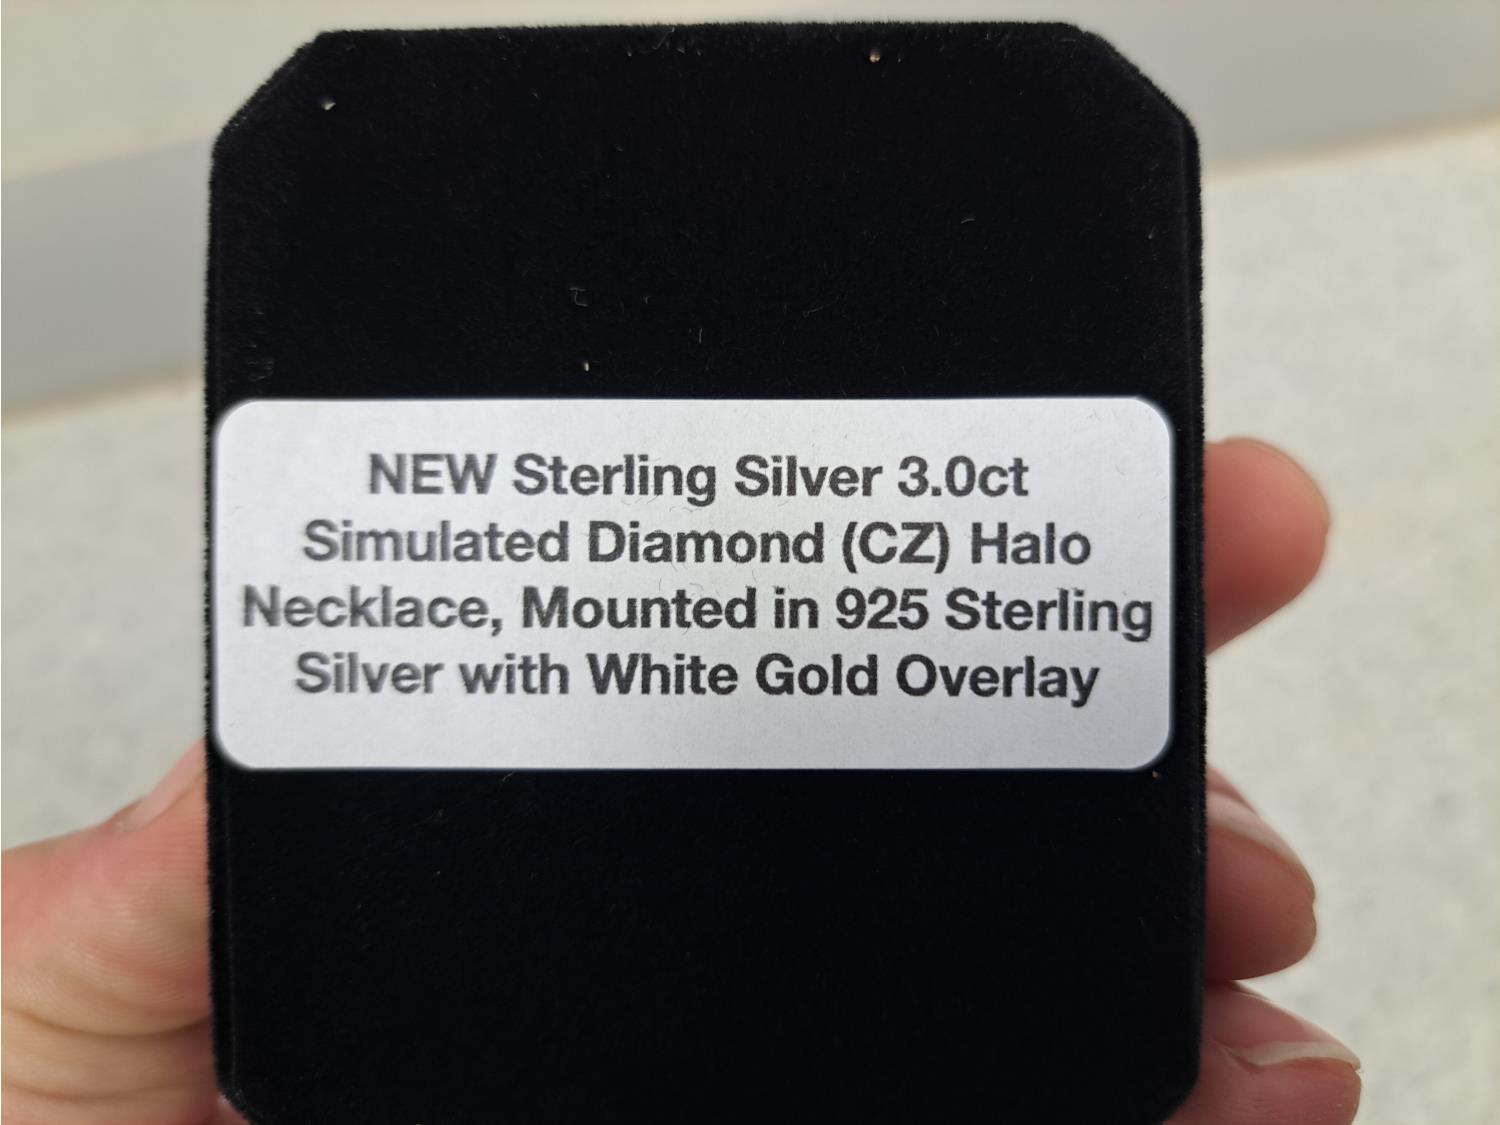 NEW Sterling Silver 3.0ct
Simulated Diamond (CZ) Halo
Necklace, Mounted in 925 Sterling
Silver with White Gold Overlay